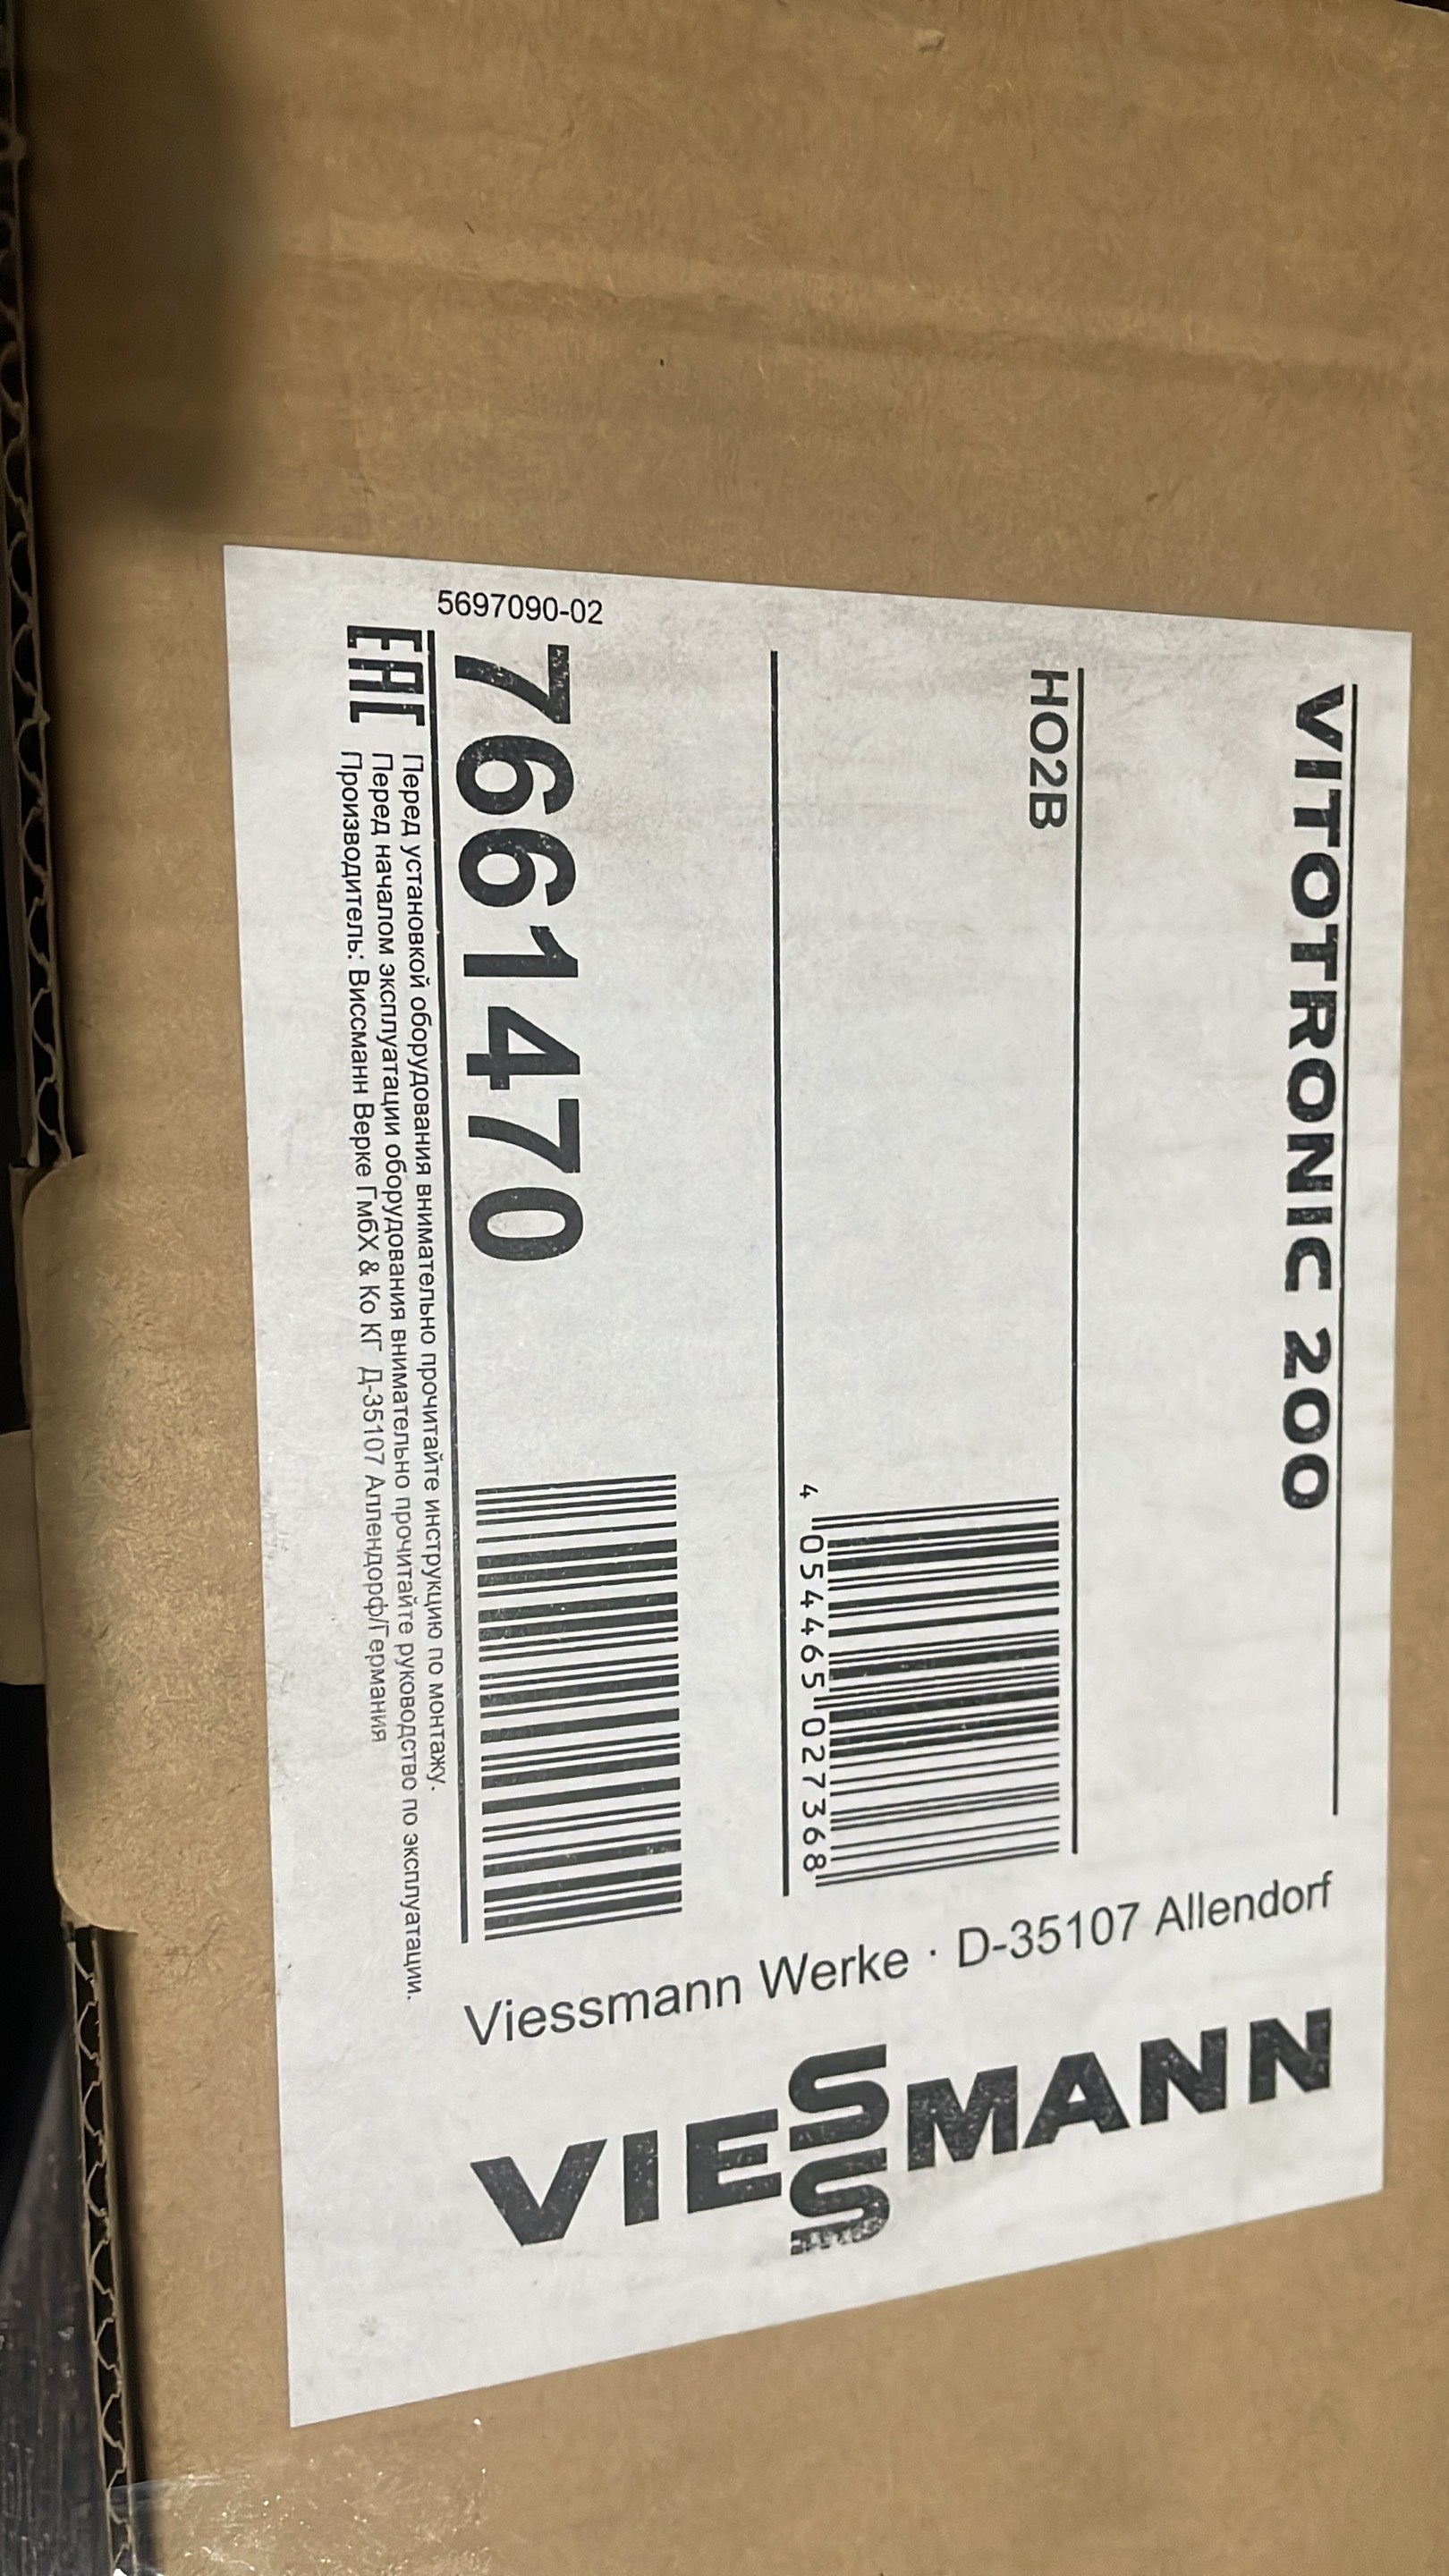 VITOTRONIC 200
HO2B
4 054465 027368
7661470
5697090-02
EAC
Перед установкой оборудования внимательно прочитайте инструкцию по монтажу.
Перед началом эксплуатации оборудования внимательно прочитайте руководство по эксплуатации.
Производитель: Виссманн Верке ГмбХ & Ко КГ Д-35107 Аллендорф/Германия
Viessmann Werke · D-35107 Allendorf
VIESSMANN